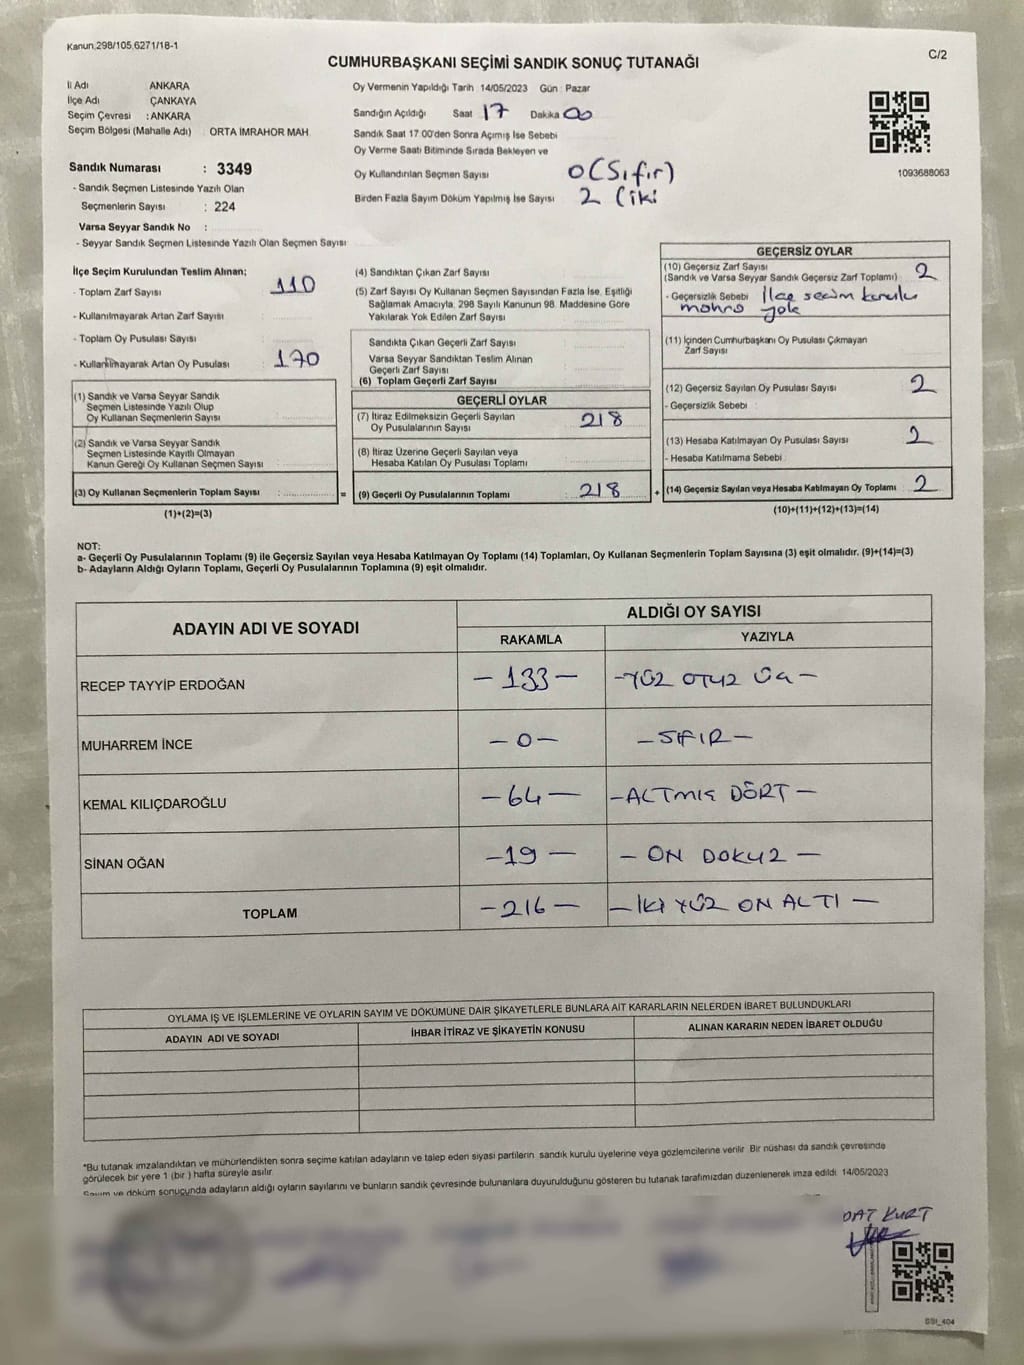 Kanun.298/105.6271/18-1
C/2
CUMHURBAŞKANI SEÇİMİ SANDIK SONUÇ TUTANAĞI
İl Adı ANKARA
İlçe Adı ÇANKAYA
Seçim Çevresi : ANKARA
Seçim Bölgesi (Mahalle Adı) : ORTA İMRAHOR MAH.
Sandık Numarası : 3349
- Sandık Seçmen Listesinde Yazılı Olan
Seçmenlerin Sayısı : 224
Varsa Seyyar Sandık No :
- Seyyar Sandık Seçmen Listesinde Yazılı Olan Seçmen Sayısı
Oy Vermenin Yapıldığı Tarih 14/05/2023 Gün : Pazar
Sandığın Açıldığı Saat 17 Dakika 00
Sandık Saat 17.00'den Sonra Açımış İse Sebebi
Oy Verme Saati Bitiminde Sırada Bekleyen ve
Oy Kullandırılan Seçmen Sayısı 0 (Sıfır)
Birden Fazla Sayım Döküm Yapılmış İse Sayısı 2 (iki
1093688063
İlçe Seçim Kurulundan Teslim Alınan;
- Toplam Zarf Sayısı : 110
- Kullanılmayarak Artan Zarf Sayısı
- Toplam Oy Pusulası Sayısı :
- Kullanılmayarak Artan Oy Pusulası : 170
(1) Sandık ve Varsa Seyyar Sandık
Seçmen Listesinde Yazılı Olup
Oy Kullanan Seçmenlerin Sayısı
(2) Sandık ve Varsa Seyyar Sandık
Seçmen Listesinde Kayıtlı Olmayan
Kanun Gereği Oy Kullanan Seçmen Sayısı :
(3) Oy Kullanan Seçmenlerin Toplam Sayısı :
(1)+(2)=(3)
=
(4) Sandıktan Çıkan Zarf Sayısı
(5) Zarf Sayısı Oy Kullanan Seçmen Sayısından Fazla İse, Eşitliği
Sağlamak Amacıyla, 298 Sayılı Kanunun 98. Maddesine Göre
Yakılarak Yok Edilen Zarf Sayısı
Sandıkta Çıkan Geçerli Zarf Sayısı
Varsa Seyyar Sandıktan Teslim Alınan
Geçerli Zarf Sayısı
(6) Toplam Geçerli Zarf Sayısı
GEÇERLİ OYLAR
(7) İtiraz Edilmeksizin Geçerli Sayılan
Oy Pusulalarının Sayısı 218
(8) İtiraz Üzerine Geçerli Sayılan veya
Hesaba Katılan Oy Pusulası Toplamı
(9) Geçerli Oy Pusulalarının Toplamı 218
+
GEÇERSİZ OYLAR
(10) Geçersiz Zarf Sayısı
(Sandık ve Varsa Seyyar Sandık Geçersiz Zarf Toplamı) : 2
- Geçersizlik Sebebi İlçe seçim kurulu
mührü yok
(11) İçinden Cumhurbaşkanı Oy Pusulası Çıkmayan
Zarf Sayısı
(12) Geçersiz Sayılan Oy Pusulası Sayısı 2
- Geçersizlik Sebebi :
(13) Hesaba Katılmayan Oy Pusulası Sayısı 2
- Hesaba Katılmama Sebebi
(14) Geçersiz Sayılan veya Hesaba Katılmayan Oy Toplamı 2
(10)+(11)+(12)+(13)=(14)
NOT:
a- Geçerli Oy Pusulalarının Toplamı (9) ile Geçersiz Sayılan veya Hesaba Katılmayan Oy Toplamı (14) Toplamları, Oy Kullanan Seçmenlerin Toplam Sayısına (3) eşit olmalıdır. (9)+(14)=(3)
b- Adayların Aldığı Oyların Toplamı, Geçerli Oy Pusulalarının Toplamına (9) eşit olmalıdır.
ADAYIN ADI VE SOYADI
ALDIĞI OY SAYISI
RAKAMLA YAZIYLA
RECEP TAYYİP ERDOĞAN - 133 - - YÜZ OTUZ ÜÇ -
MUHARREM İNCE - 0 - - SIFIR -
KEMAL KILIÇDAROĞLU - 64 - - ALTMIŞ DÖRT -
SİNAN OĞAN - 19 - - ON DOKUZ -
TOPLAM - 216 - - İKİ YÜZ ON ALTI -
OYLAMA İŞ VE İŞLEMLERİNE VE OYLARIN SAYIM VE DÖKÜMÜNE DAİR ŞİKAYETLERLE BUNLARA AİT KARARLARIN NELERDEN İBARET BULUNDUKLARI
ADAYIN ADI VE SOYADI İHBAR İTİRAZ VE ŞİKAYETİN KONUSU ALINAN KARARIN NEDEN İBARET OLDUĞU
*Bu tutanak imzalandıktan ve mühürlendikten sonra seçime katılan adayların ve talep eden siyasi partilerin sandık kurulu üyelerine veya gözlemcilerine verilir. Bir nüshası da sandık çevresinde
görülecek bir yere 1 (bir ) hafta süreyle asılır.
Sayım ve döküm sonucunda adayların aldığı oyların sayılarını ve bunların sandık çevresinde bulunanlara duyurulduğunu gösteren bu tutanak tarafımızdan düzenlenerek imza edildi. 14/05/2023
KURT